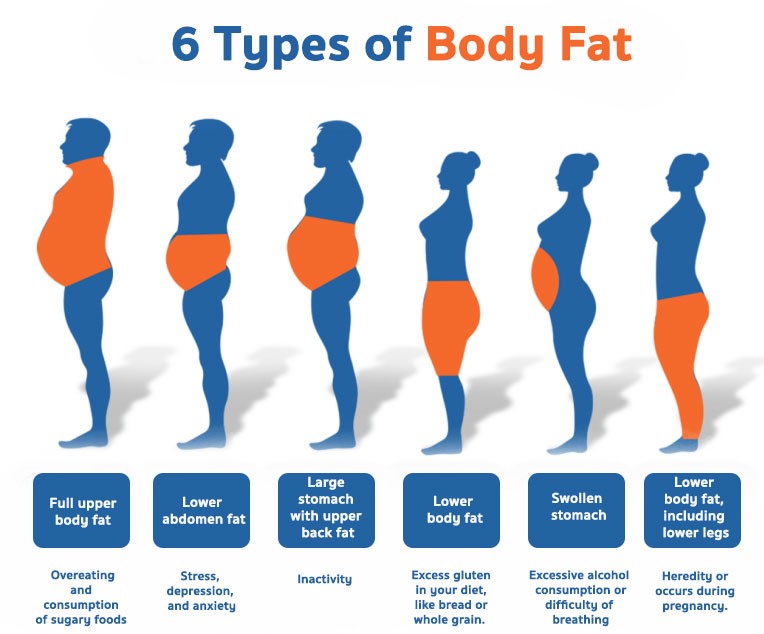 6 Types of Body Fat
Full upper
body fat
Lower
abdomen fat
Large
stomach
with upper
back fat
Lower
body fat
Swollen
stomach
Lower
body fat,
including
lower legs
Overeating
and
consumption
of sugary foods
Stress,
depression,
and anxiety
Inactivity
Excess gluten
in your diet,
like bread or
whole grain.
Excessive alcohol
consumption or
difficulty of
breathing
Heredity or
occurs during
pregnancy.